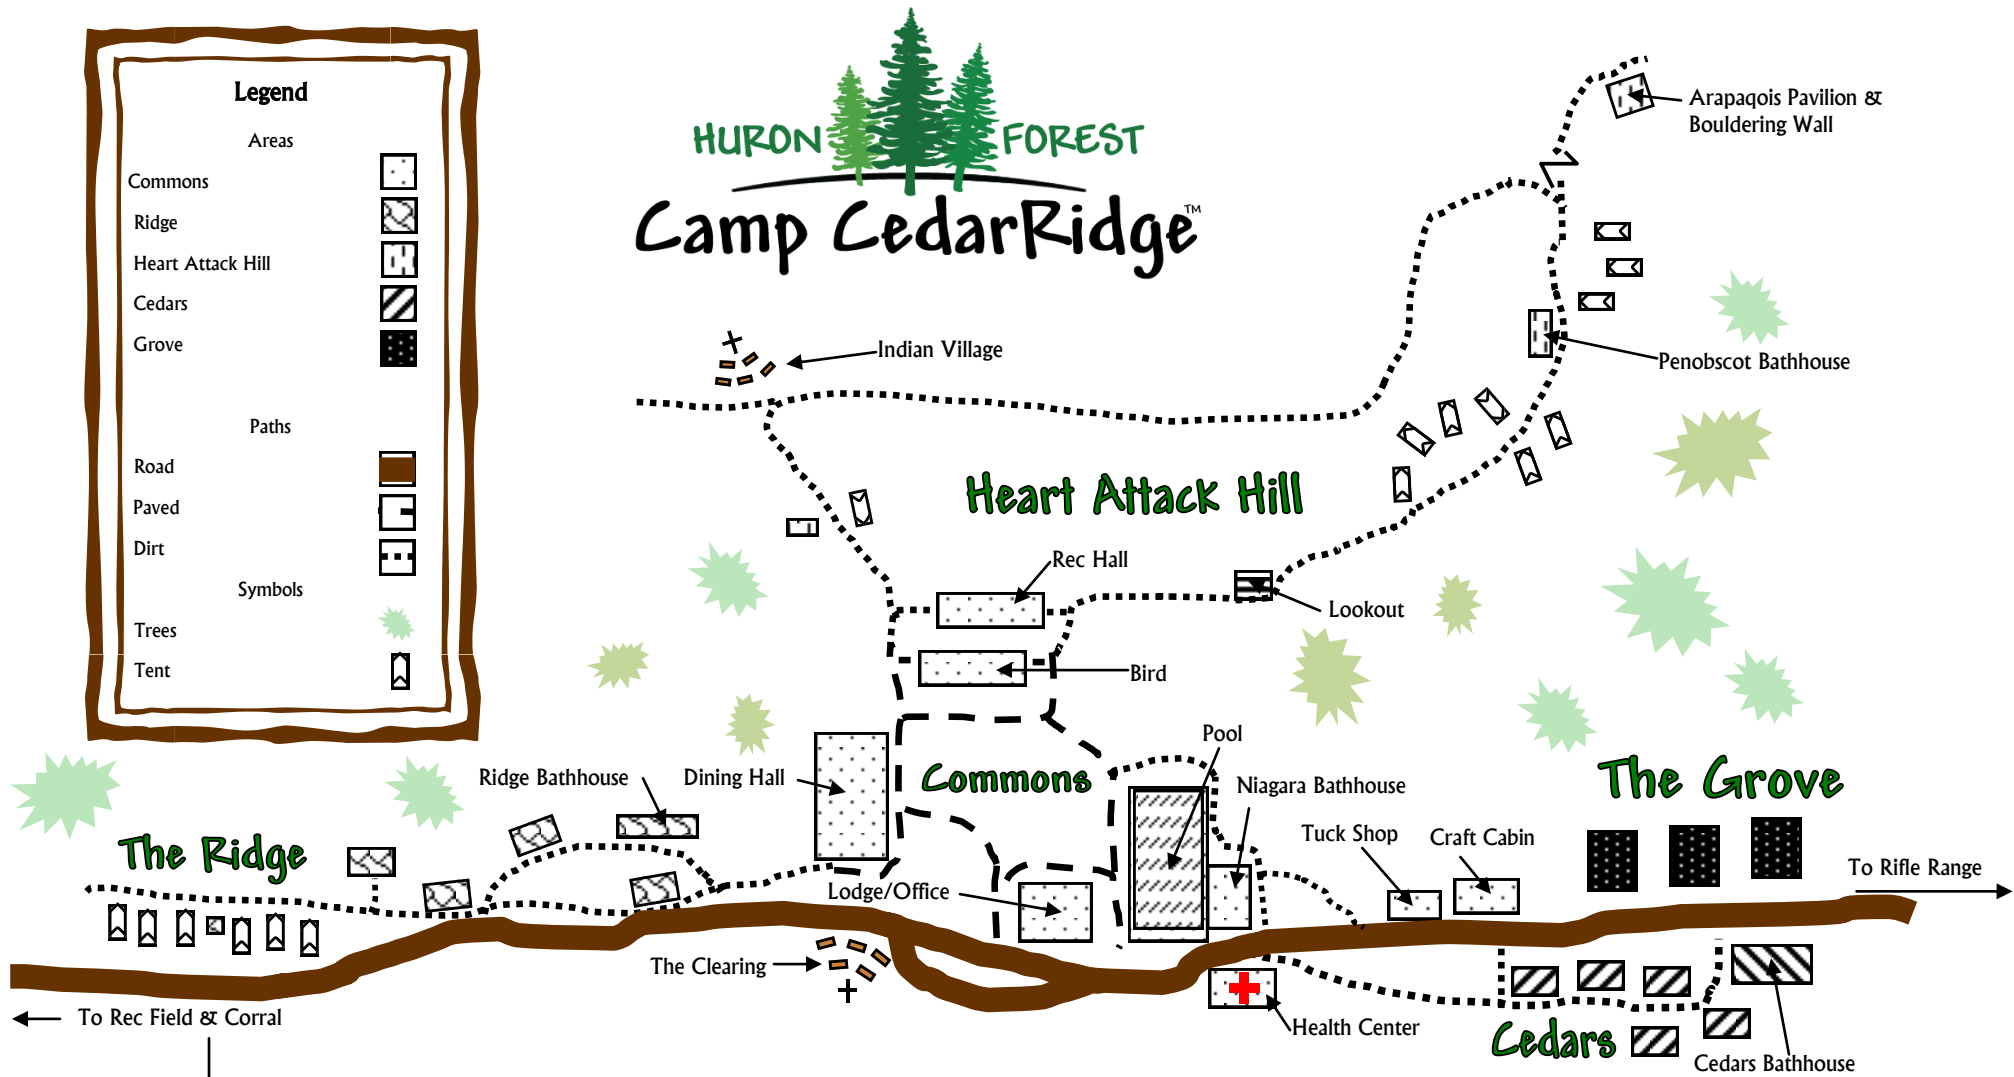 Legend
Areas
Commons
Ridge
Heart Attack Hill
Cedars
Grove
Paths
Road
Paved
Dirt
Symbols
Trees
Tent
HURON FOREST
Camp CedarRidge™
Arapaqois Pavilion &
Bouldering Wall
Indian Village
Penobscot Bathhouse
Heart Attack Hill
Rec Hall
Lookout
Bird
Pool
Ridge Bathhouse
Dining Hall
Commons
Niagara Bathhouse
The Grove
Tuck Shop
Craft Cabin
The Ridge
Lodge/Office
To Rifle Range
The Clearing
To Rec Field & Corral
Health Center
Cedars
Cedars Bathhouse